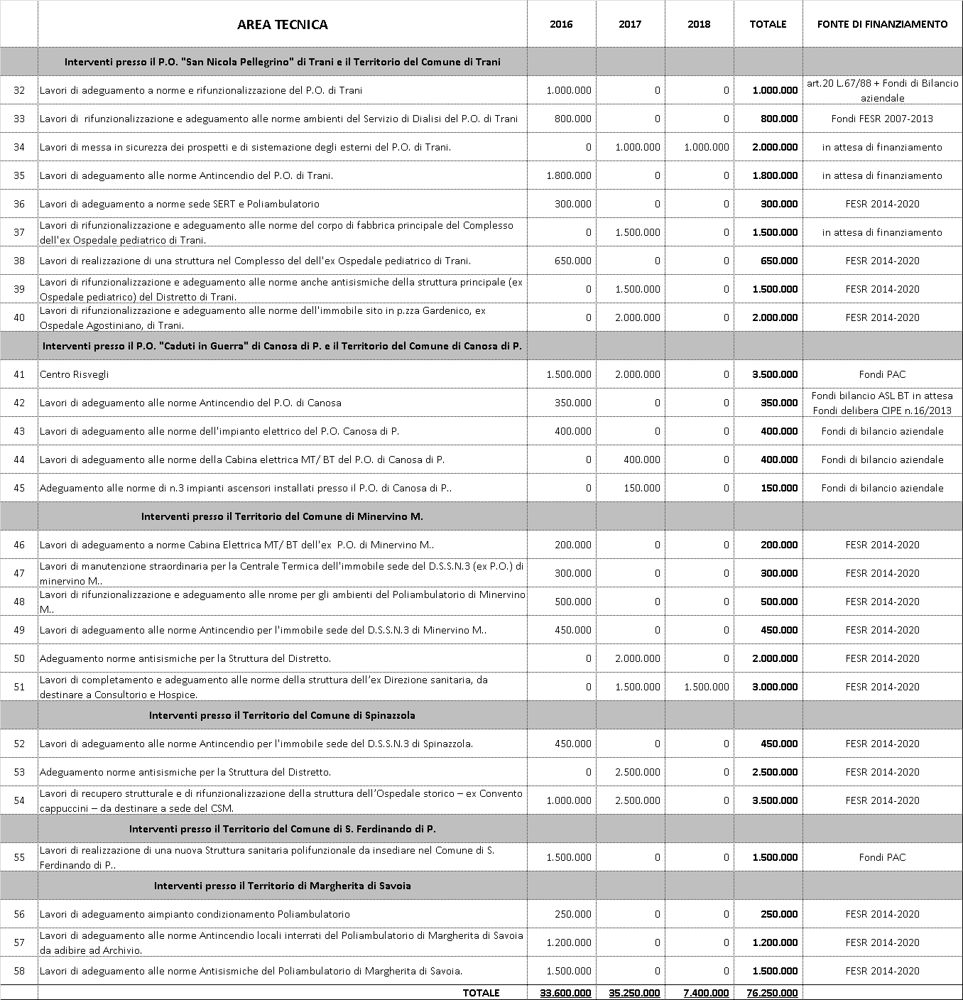 AREA TECNICA 2016 2017 2018 TOTALE FONTE DI FINANZIAMENTO
Interventi presso il P.O. "San Nicola Pellegrino" di Trani e il Territorio del Comune di Trani
32 Lavori di adeguamento a norme e rifunzionalizzazione del P.O. di Trani 1.000.000 0 0 1.000.000 art.20 L.67/88 + Fondi di Bilancio
aziendale
33 Lavori di  rifunzionalizzazione e adeguamento alle norme ambienti del Servizio di Dialisi del P.O. di Trani 800.000 0 0 800.000 Fondi FESR 2007-2013
34 Lavori di messa in sicurezza dei prospetti e di sistemazione degli esterni del P.O. di Trani. 0 1.000.000 1.000.000 2.000.000 in attesa di finanziamento
35 Lavori di adeguamento alle norme Antincendio del P.O. di Trani. 1.800.000 0 0 1.800.000 in attesa di finanziamento
36 Lavori di adeguamento a norme sede SERT e Poliambulatorio 300.000 0 0 300.000 FESR 2014-2020
37 Lavori di rifunzionalizzazione e adeguamento alle norme del corpo di fabbrica principale del Complesso
dell'ex Ospedale pediatrico di Trani. 0 1.500.000 0 1.500.000 in attesa di finanziamento
38 Lavori di realizzazione di una struttura nel Complesso del dell'ex Ospedale pediatrico di Trani. 650.000 0 0 650.000 FESR 2014-2020
39 Lavori di rifunzionalizzazione e adeguamento alle norme anche antisismiche della struttura principale (ex
Ospedale pediatrico) del Distretto di Trani. 0 1.500.000 0 1.500.000 FESR 2014-2020
40 Lavori di rifunzionalizzazione e adeguamento alle norme dell'immobile sito in p.zza Gardenico, ex
Ospedale Agostiniano, di Trani. 0 2.000.000 0 2.000.000 FESR 2014-2020
Interventi presso il P.O. "Caduti in Guerra" di Canosa di P. e il Territorio del Comune di Canosa di P.
41 Centro Risvegli 1.500.000 2.000.000 0 3.500.000 Fondi PAC
42 Lavori di adeguamento alle norme Antincendio del P.O. di Canosa 350.000 0 0 350.000 Fondi bilancio ASL BT in attesa
Fondi delibera CIPE n.16/2013
43 Lavori di adeguamento alle norme dell'impianto elettrico del P.O. Canosa di P. 400.000 0 0 400.000 Fondi di bilancio aziendale
44 Lavori di adeguamento alle norme della Cabina elettrica MT/ BT del P.O. di Canosa di P. 0 400.000 0 400.000 Fondi di bilancio aziendale
45 Adeguamento alle norme di n.3 impianti ascensori installati presso il P.O. di Canosa di P.. 0 150.000 0 150.000 Fondi di bilancio aziendale
Interventi presso il Territorio del Comune di Minervino M.
46 Lavori di adeguamento a norme Cabina Elettrica MT/ BT dell'ex  P.O. di Minervino M.. 200.000 0 0 200.000 FESR 2014-2020
47 Lavori di manutenzione straordinaria per la Centrale Termica dell'immobile sede del D.S.S.N.3 (ex P.O.) di
minervino M.. 300.000 0 0 300.000 FESR 2014-2020
48 Lavori di rifunzionalizzazione e adeguamento alle nrome per gli ambienti del Poliambulatorio di Minervino
M.. 500.000 0 0 500.000 FESR 2014-2020
49 Lavori di adeguamento alle norme Antincendio per l'immobile sede del D.S.S.N.3 di Minervino M.. 450.000 0 0 450.000 FESR 2014-2020
50 Adeguamento norme antisismiche per la Struttura del Distretto. 0 2.000.000 0 2.000.000 FESR 2014-2020
51 Lavori di completamento e adeguamento alle norme della struttura dell’ex Direzione sanitaria, da
destinare a Consultorio e Hospice. 0 1.500.000 1.500.000 3.000.000 FESR 2014-2020
Interventi presso il Territorio del Comune di Spinazzola
52 Lavori di adeguamento alle norme Antincendio per l'immobile sede del D.S.S.N.3 di Spinazzola. 450.000 0 0 450.000 FESR 2014-2020
53 Adeguamento norme antisismiche per la Struttura del Distretto. 0 2.500.000 0 2.500.000 FESR 2014-2020
54 Lavori di recupero strutturale e di rifunzionalizzazione della struttura dell’Ospedale storico – ex Convento
cappuccini – da destinare a sede del CSM. 1.000.000 2.500.000 0 3.500.000 FESR 2014-2020
Interventi presso il Territorio del Comune di S. Ferdinando di P.
55 Lavori di realizzazione di una nuova Struttura sanitaria polifunzionale da insediare nel Comune di S.
Ferdinando di P.. 1.500.000 0 0 1.500.000 Fondi PAC
Interventi presso il Territorio di Margherita di Savoia
56 Lavori di adeguamento aimpianto condizionamento Poliambulatorio 250.000 0 0 250.000 FESR 2014-2020
57 Lavori di adeguamento alle norme Antincendio locali interrati del Poliambulatorio di Margherita di Savoia
da adibire ad Archivio. 1.200.000 0 0 1.200.000 FESR 2014-2020
58 Lavori di adeguamento alle norme Antisismiche del Poliambulatorio di Margherita di Savoia. 1.500.000 0 0 1.500.000 FESR 2014-2020
TOTALE 33.600.000 35.250.000 7.400.000 76.250.000